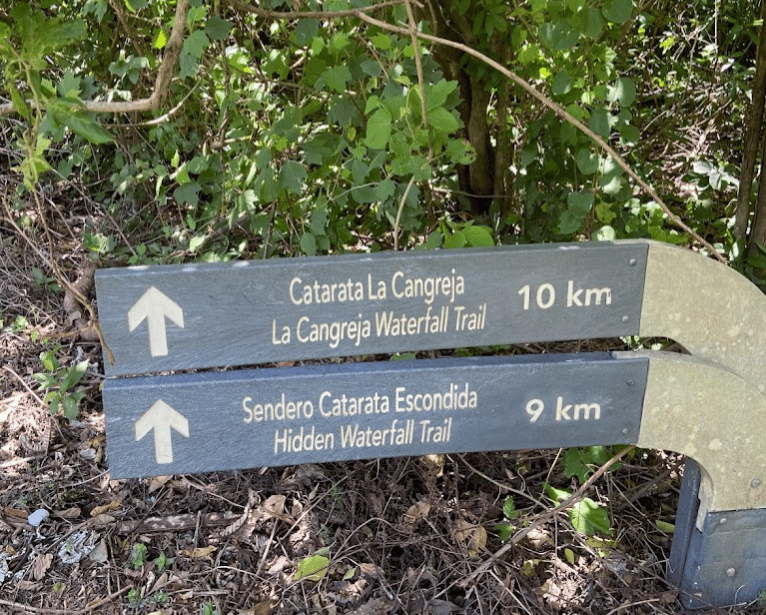 Catarata La Cangreja
La Cangreja Waterfall Trail
10 km
Sendero Catarata Escondida
Hidden Waterfall Trail
9 km